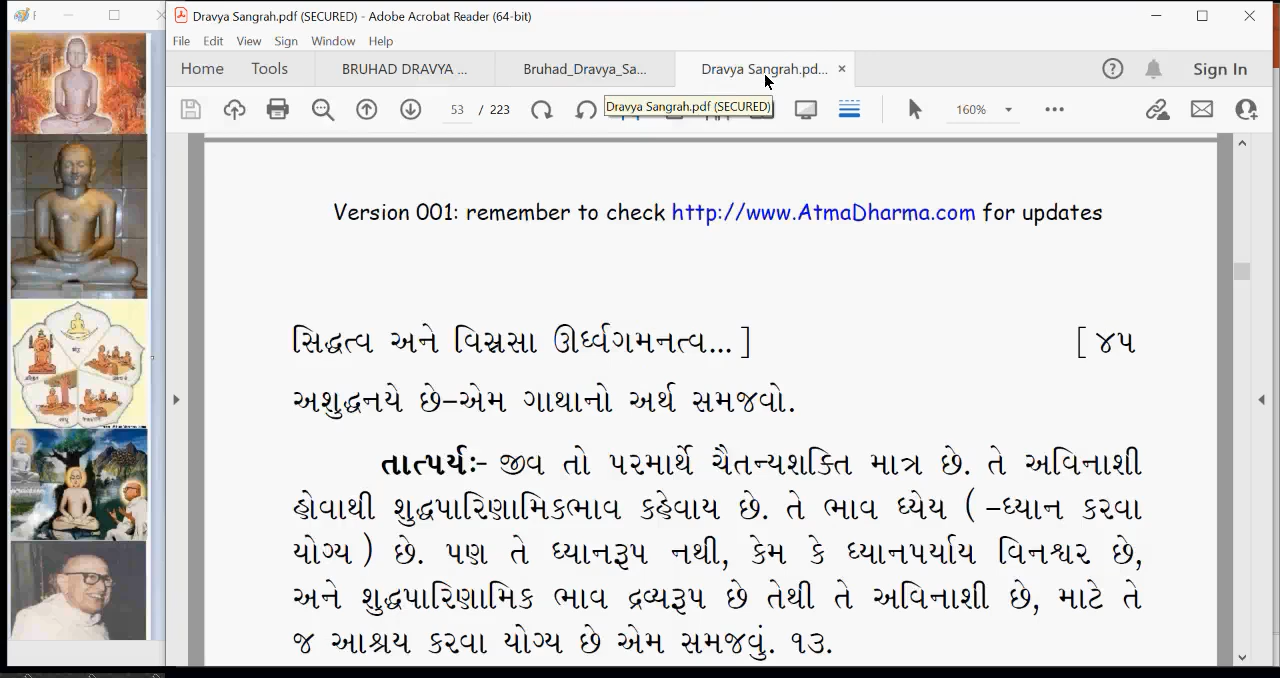 Dravya Sangrah.pdf (SECURED) - Adobe Acrobat Reader (64-bit)
File Edit View Sign Window Help
Home Tools BRUHAD DRAVYA ... Bruhad_Dravya_Sa... Dravya Sangrah.pd... Sign In
53 / 223 160%
Dravya Sangrah.pdf (SECURED)
Version 001: remember to check http://www.AtmaDharma.com for updates
સિદ્ધત્વ અને વિસ્રસા ઊર્ધ્વગમનત્વ... ] [ ૪૫
અશુદ્ધનયે છે–એમ ગાથાનો અર્થ સમજવો.
તાત્પર્યઃ- જીવ તો પરમાર્થે ચૈતન્યશક્તિ માત્ર છે. તે અવિનાશી
હોવાથી શુદ્ધપારિણામિકભાવ કહેવાય છે. તે ભાવ ધ્યેય ( –ધ્યાન કરવા
યોગ્ય ) છે. પણ તે ધ્યાનરૂપ નથી, કેમ કે ધ્યાનપર્યાય વિનશ્વર છે,
અને શુદ્ધપારિણામિક ભાવ દ્રવ્યરૂપ છે તેથી તે અવિનાશી છે, માટે તે
જ આશ્રય કરવા યોગ્ય છે એમ સમજવું. ૧૩.